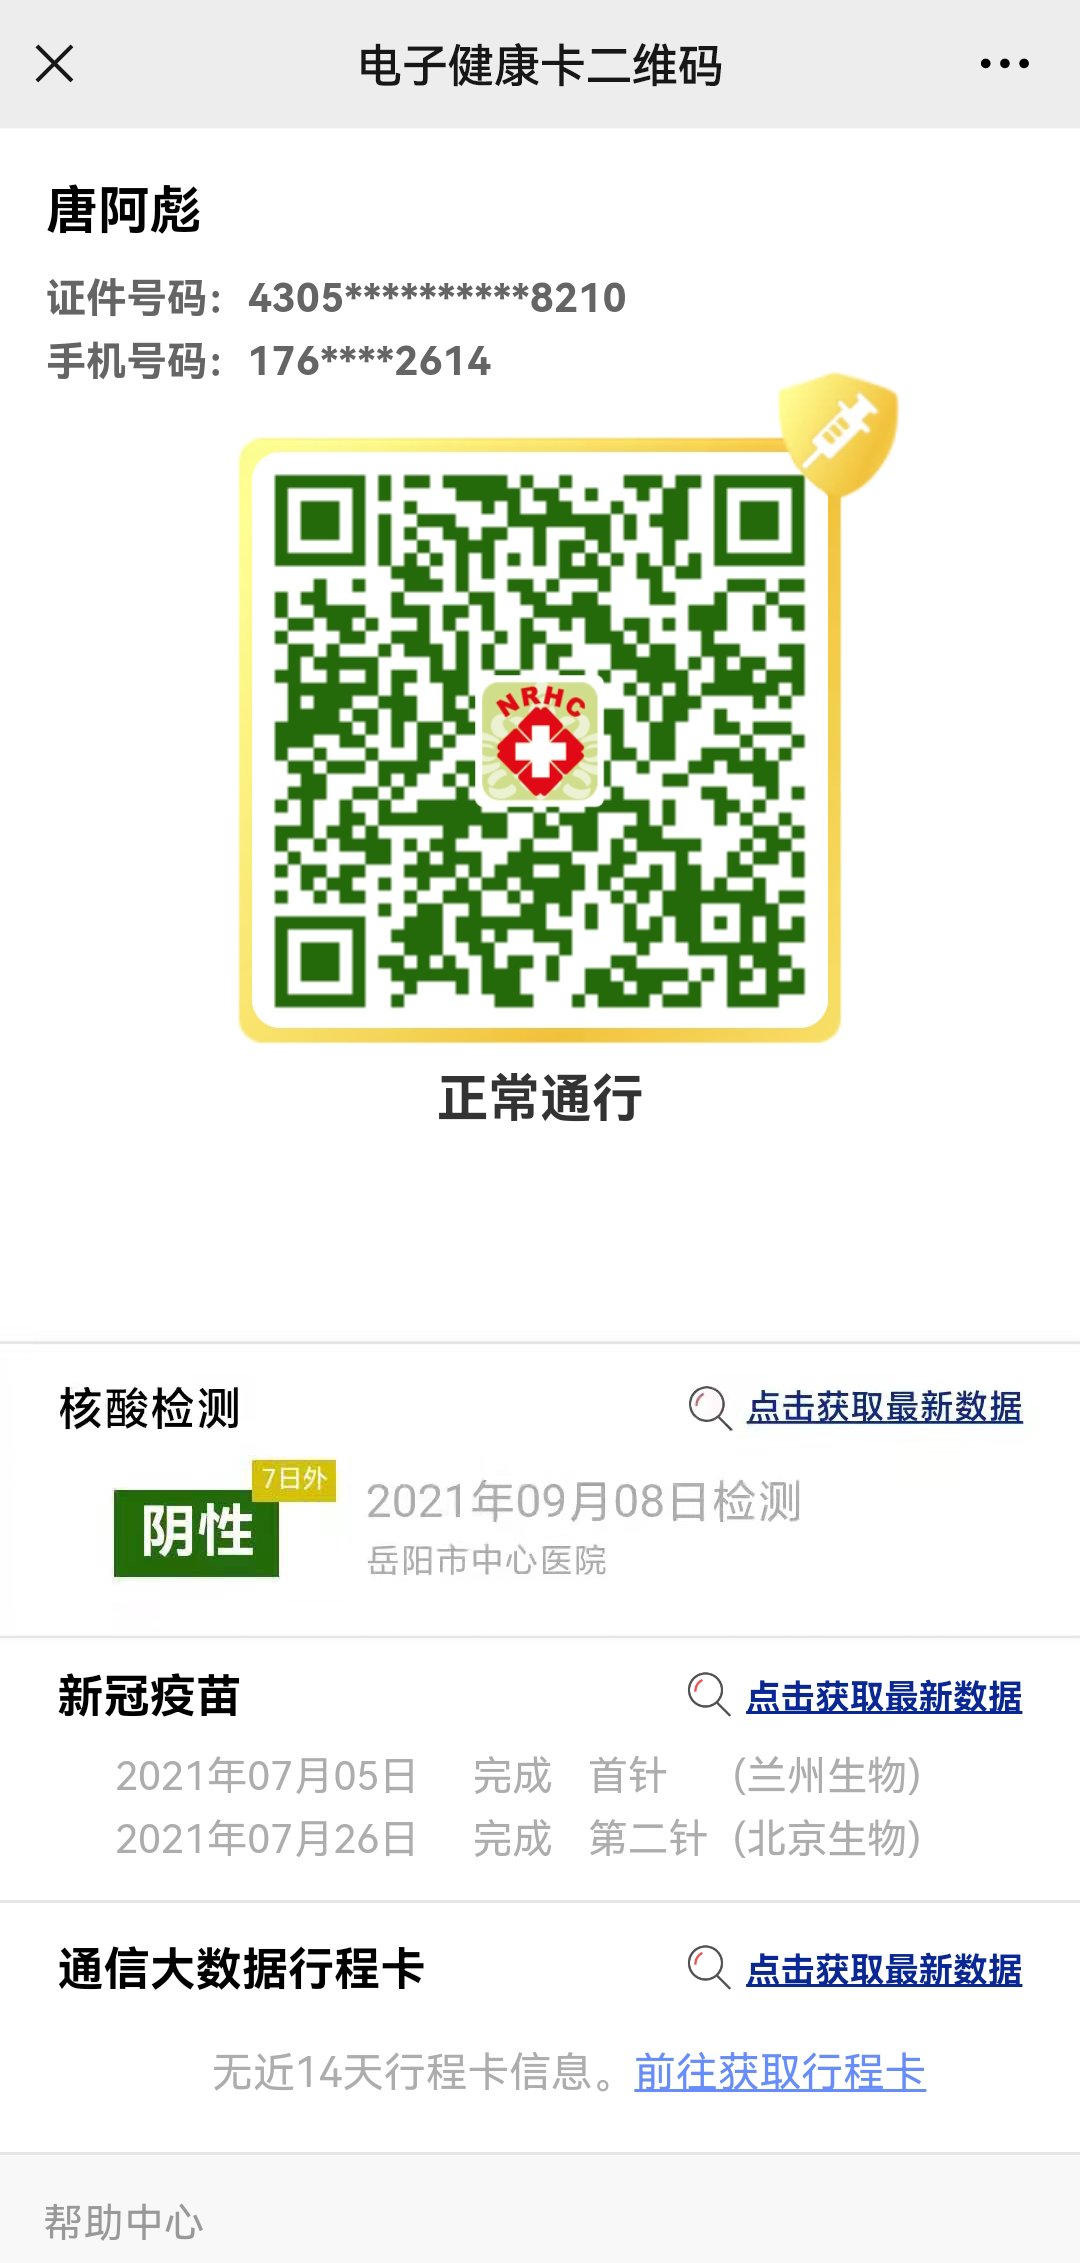 电子健康卡二维码
唐阿彪
证件号码：4305**********8210
手机号码：176****2614
NRHC
正常通行
核酸检测
点击获取最新数据
7日外
阴性
2021年09月08日检测
岳阳市中心医院
新冠疫苗
点击获取最新数据
2021年07月05日 完成 首针 (兰州生物)
2021年07月26日 完成 第二针 (北京生物)
通信大数据行程卡
点击获取最新数据
无近14天行程卡信息。前往获取行程卡
帮助中心